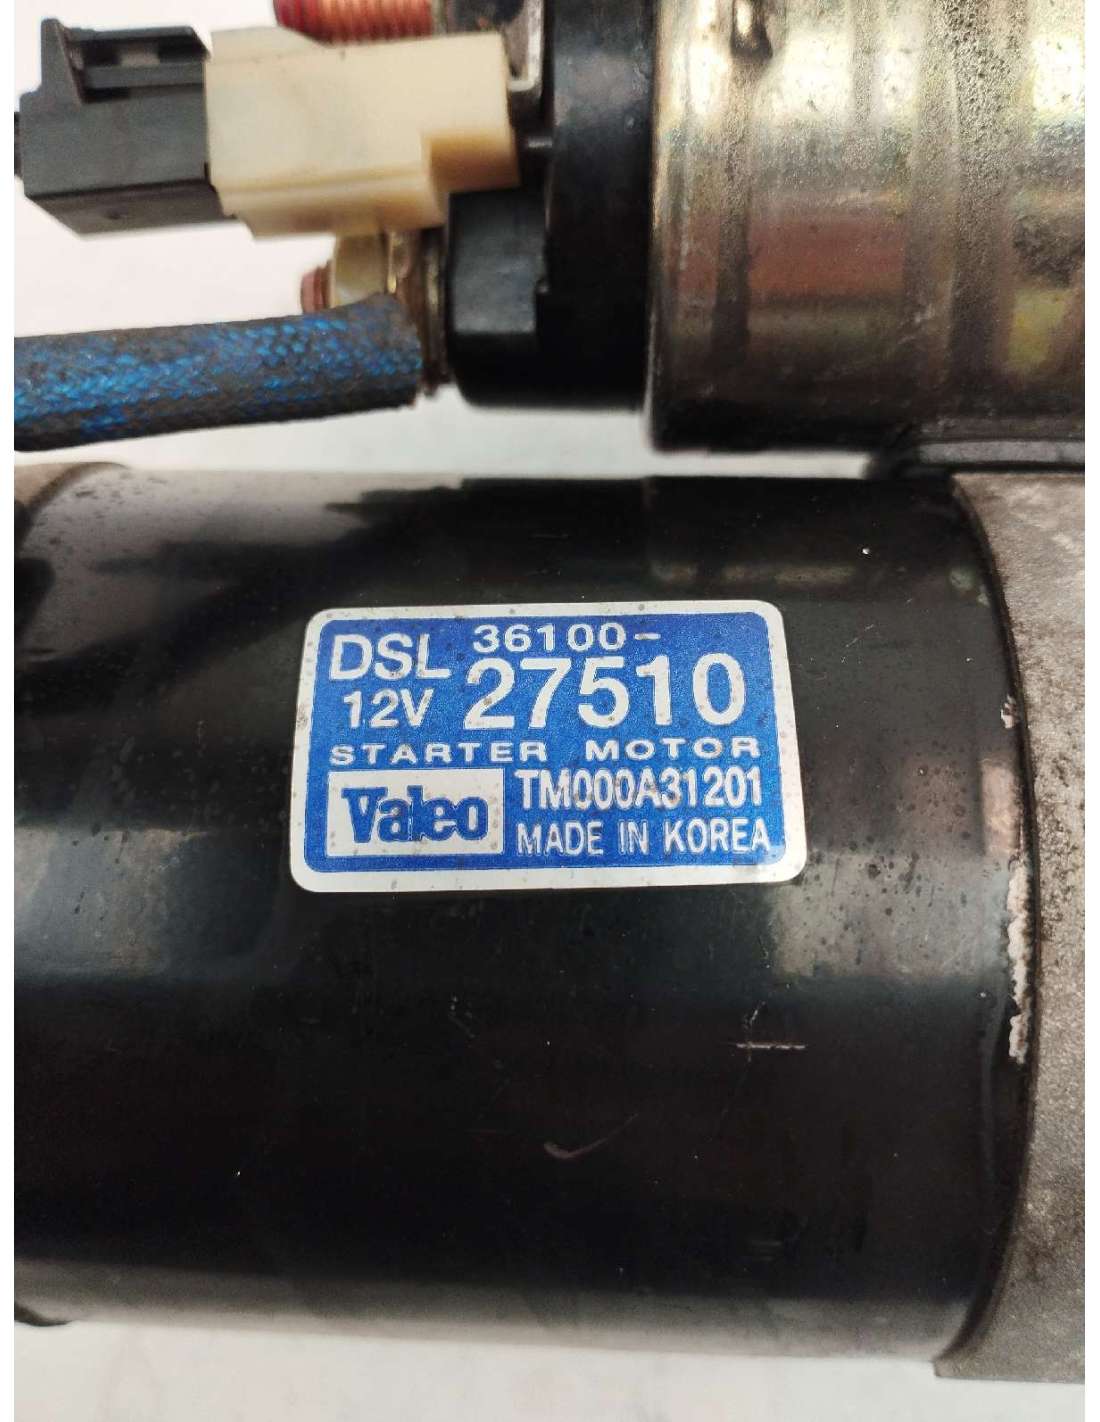 DSL 36100-
12V 27510
STARTER MOTOR
Valeo TM000A31201
MADE IN KOREA